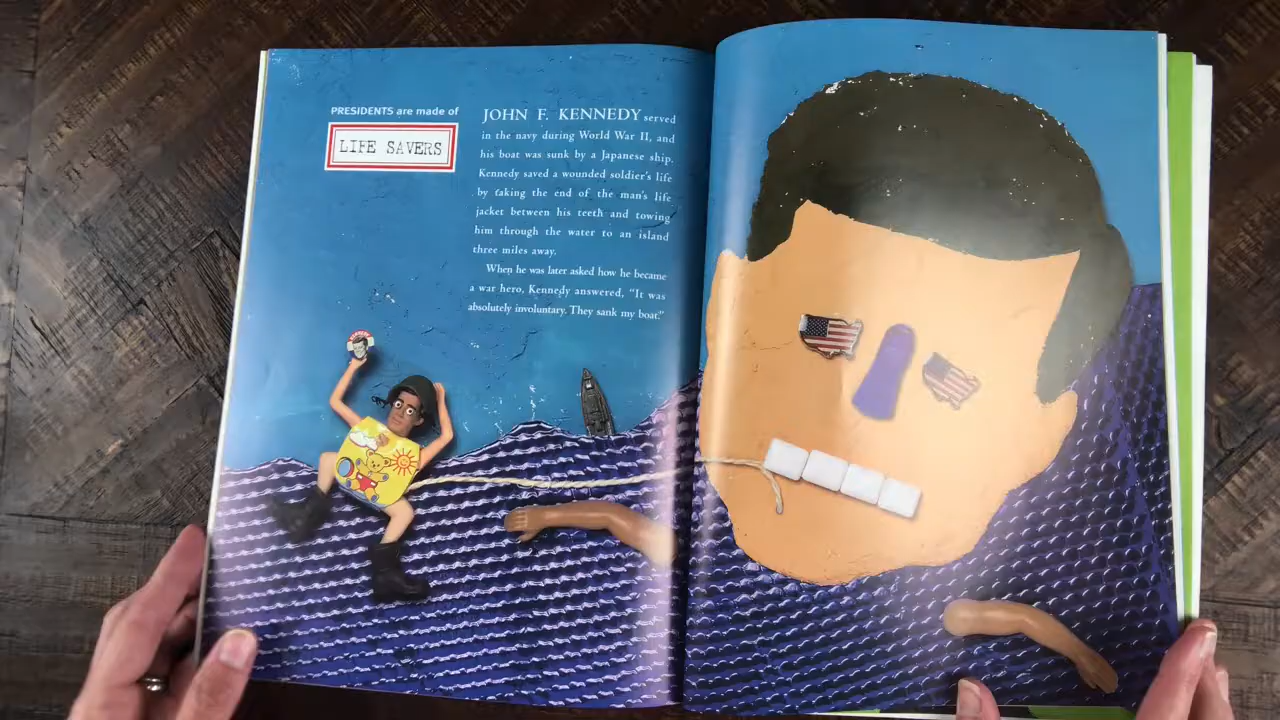 PRESIDENTS are made of
LIFE SAVERS
JOHN F. KENNEDY served
in the navy during World War II, and
his boat was sunk by a Japanese ship.
Kennedy saved a wounded soldier's life
by taking the end of the man's life
jacket between his teeth and towing
him through the water to an island
three miles away.
When he was later asked how he became
a war hero, Kennedy answered, "It was
absolutely involuntary. They sank my boat."